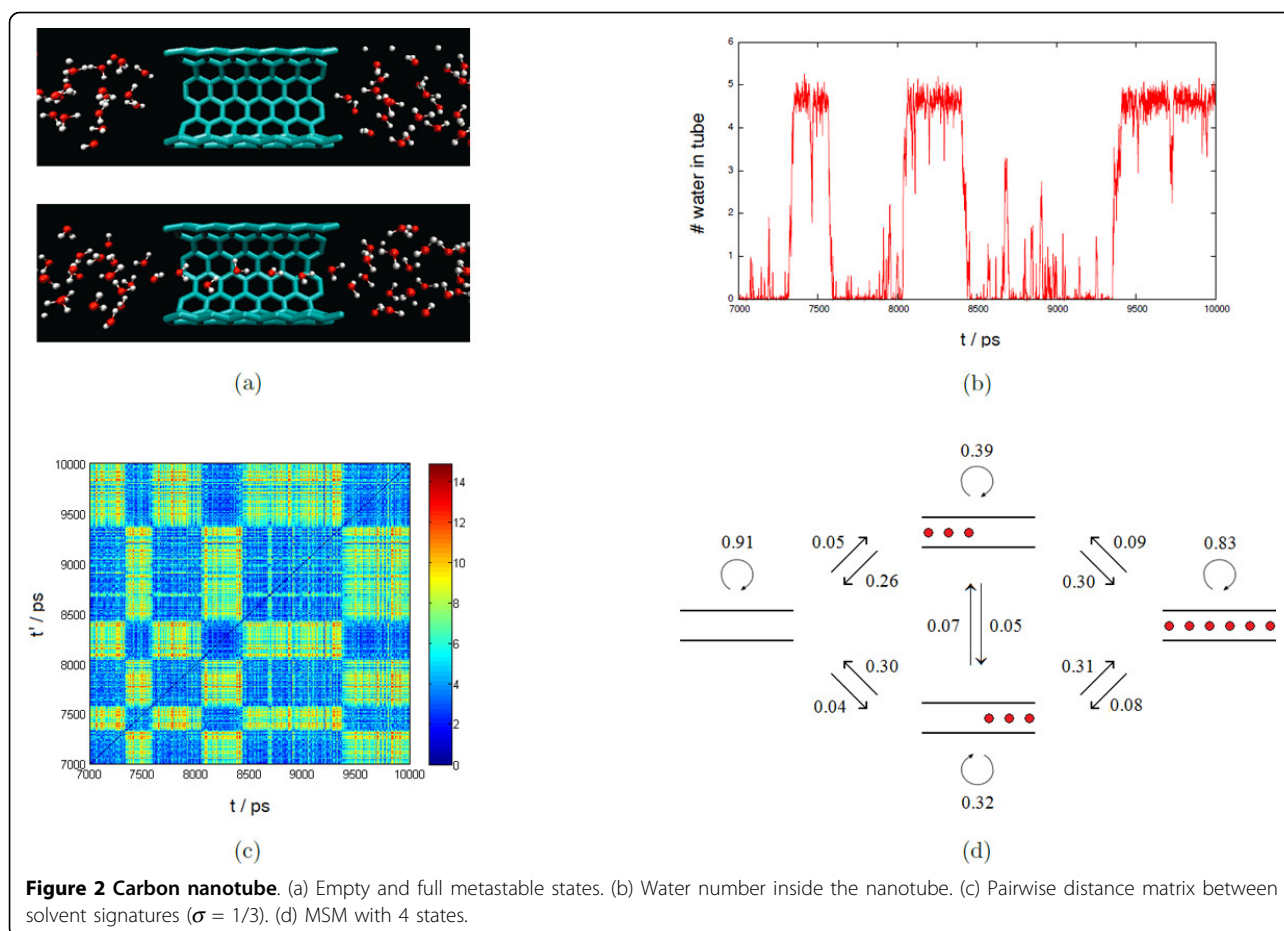 (a)
6
5
4
3
2
1
0
# water in tube
7000 7500 8000 8500 9000 9500 10000
t / ps
(b)
10000
9500
9000
8500
8000
7500
7000
t' / ps
7000 7500 8000 8500 9000 9500 10000
t / ps
14
12
10
8
6
4
2
0
(c)
0.39
0.91 0.05 0.09 0.83
0.26 0.30
0.07 0.05
0.30 0.31
0.04 0.08
0.32
(d)
Figure 2 Carbon nanotube. (a) Empty and full metastable states. (b) Water number inside the nanotube. (c) Pairwise distance matrix between
solvent signatures (σ = 1/3). (d) MSM with 4 states.